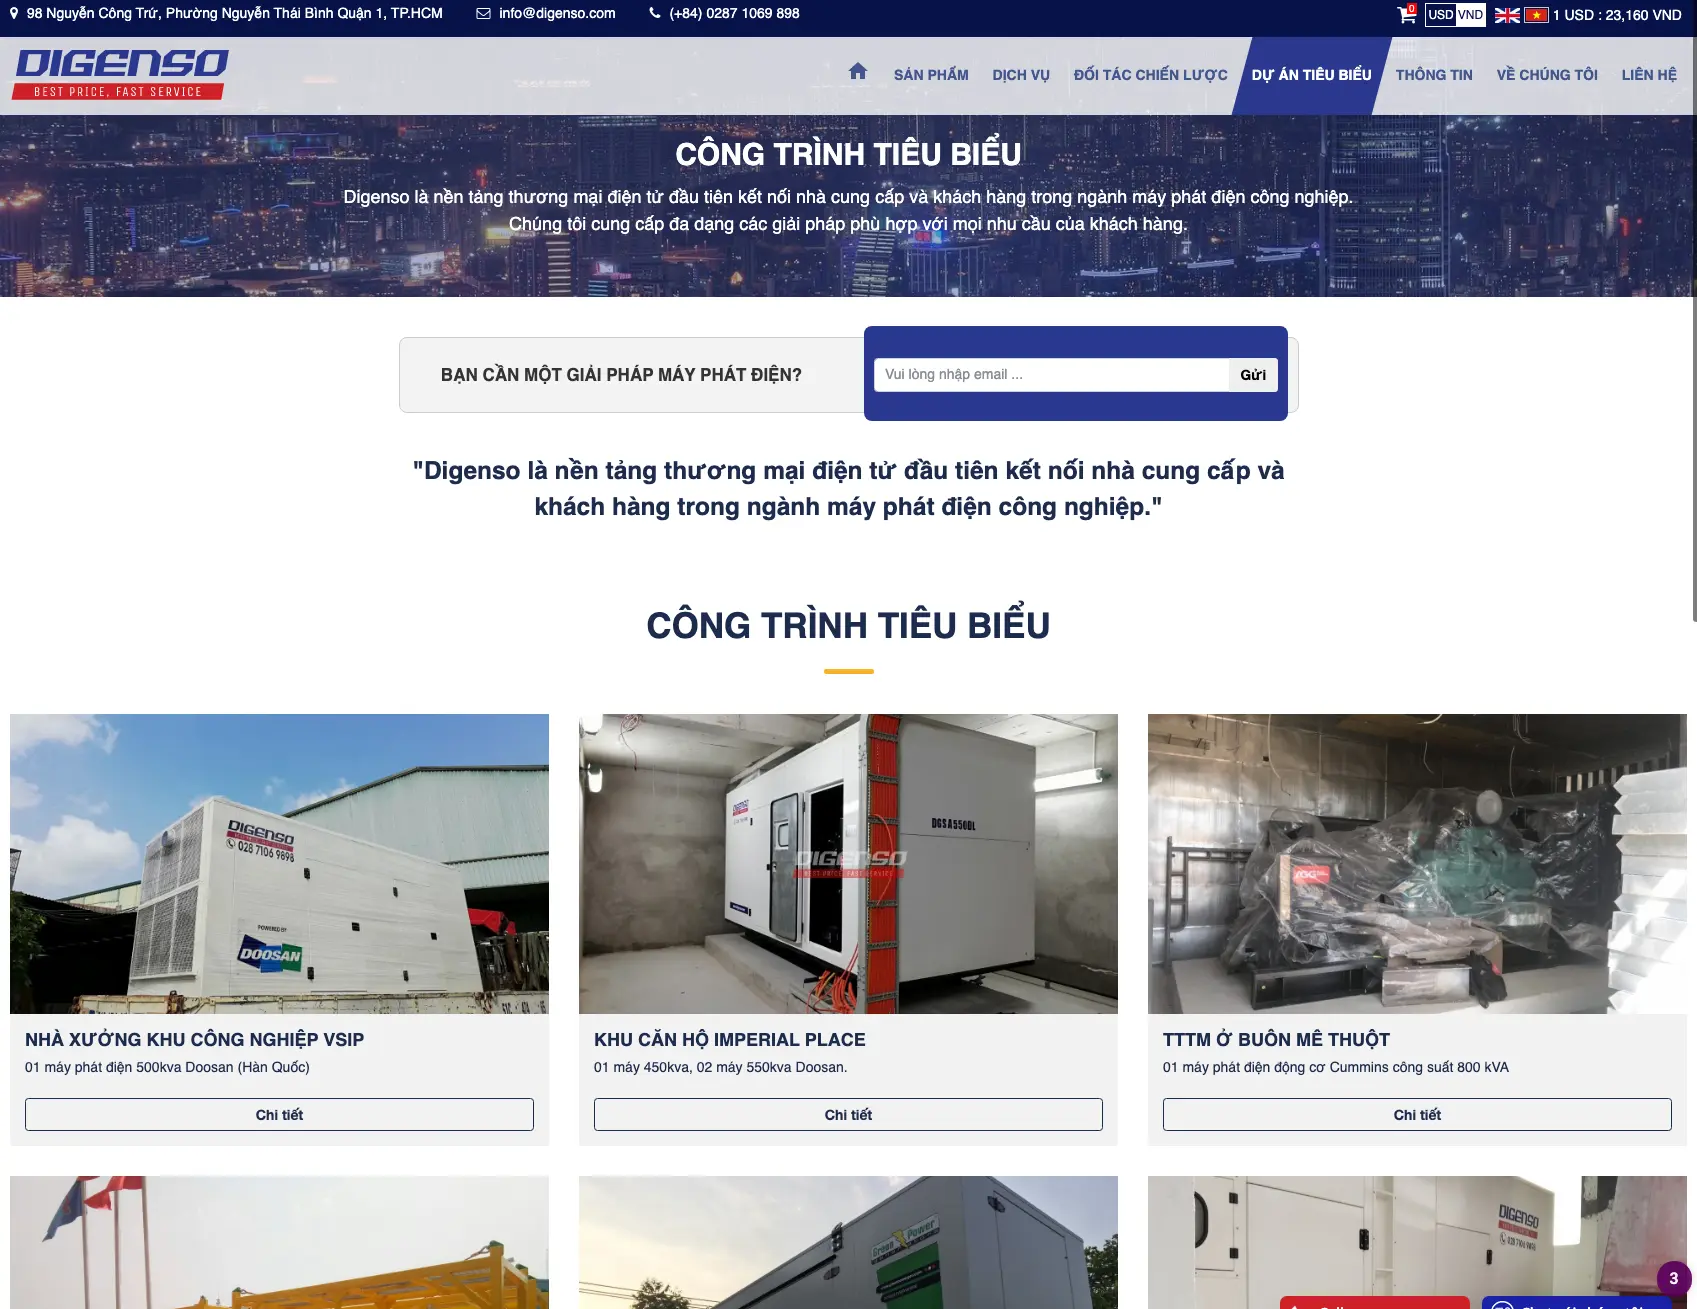 98 Nguyễn Công Trứ, Phường Nguyễn Thái Bình Quận 1, TP.HCM
info@digenso.com
(+84) 0287 1069 898
0
USD VND
1 USD : 23,160 VND
DIGENSO
BEST PRICE, FAST SERVICE
SẢN PHẨM
DỊCH VỤ
ĐỐI TÁC CHIẾN LƯỢC
DỰ ÁN TIÊU BIỂU
THÔNG TIN
VỀ CHÚNG TÔI
LIÊN HỆ
CÔNG TRÌNH TIÊU BIỂU
Digenso là nền tảng thương mại điện tử đầu tiên kết nối nhà cung cấp và khách hàng trong ngành máy phát điện công nghiệp.
Chúng tôi cung cấp đa dạng các giải pháp phù hợp với mọi nhu cầu của khách hàng.
BẠN CẦN MỘT GIẢI PHÁP MÁY PHÁT ĐIỆN?
Vui lòng nhập email ...
Gửi
"Digenso là nền tảng thương mại điện tử đầu tiên kết nối nhà cung cấp và
khách hàng trong ngành máy phát điện công nghiệp."
CÔNG TRÌNH TIÊU BIỂU
DIGENSO
028 7106 9898
POWERED BY
DOOSAN
DIGENSO
DGSA550DL
DIGENSO
BEST PRICE, FAST SERVICE
NHÀ XƯỞNG KHU CÔNG NGHIỆP VSIP
01 máy phát điện 500kva Doosan (Hàn Quốc)
Chi tiết
KHU CĂN HỘ IMPERIAL PLACE
01 máy 450kva, 02 máy 550kva Doosan.
Chi tiết
TTTM Ở BUÔN MÊ THUỘT
01 máy phát điện động cơ Cummins công suất 800 kVA
Chi tiết
Green Power
DIGENSO
028 7106 9898
3